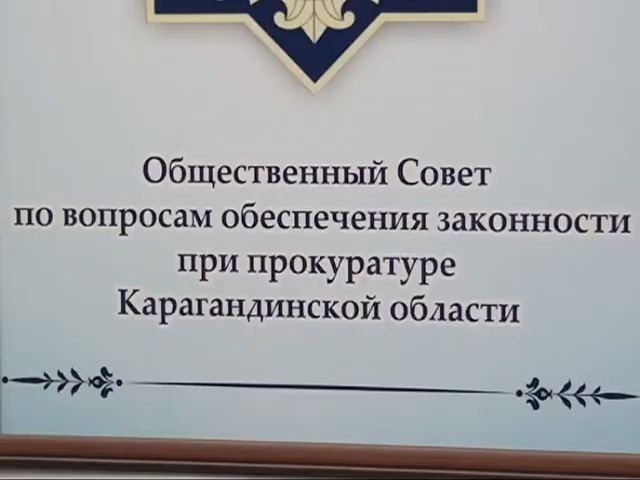 Общественный Совет
по вопросам обеспечения законности
при прокуратуре
Карагандинской области